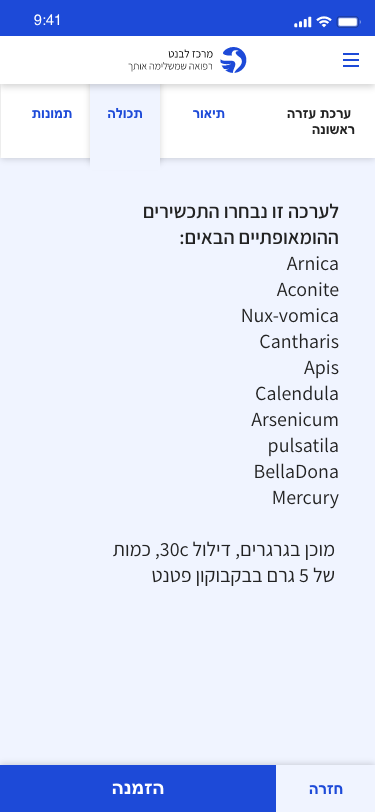 9:41
מרכז לבנט
רפואה שמשלימה אותך
ערכת עזרה
ראשונה
תיאור
תכולה
תמונות
לערכה זו נבחרו התכשירים
ההומאופתיים הבאים:
Arnica
Aconite
Nux-vomica
Cantharis
Apis
Calendula
Arsenicum
pulsatila
BellaDona
Mercury
מוכן בגרגרים, דילול 30c, כמות
של 5 גרם בבקבוקון פטנט
חזרה
הזמנה